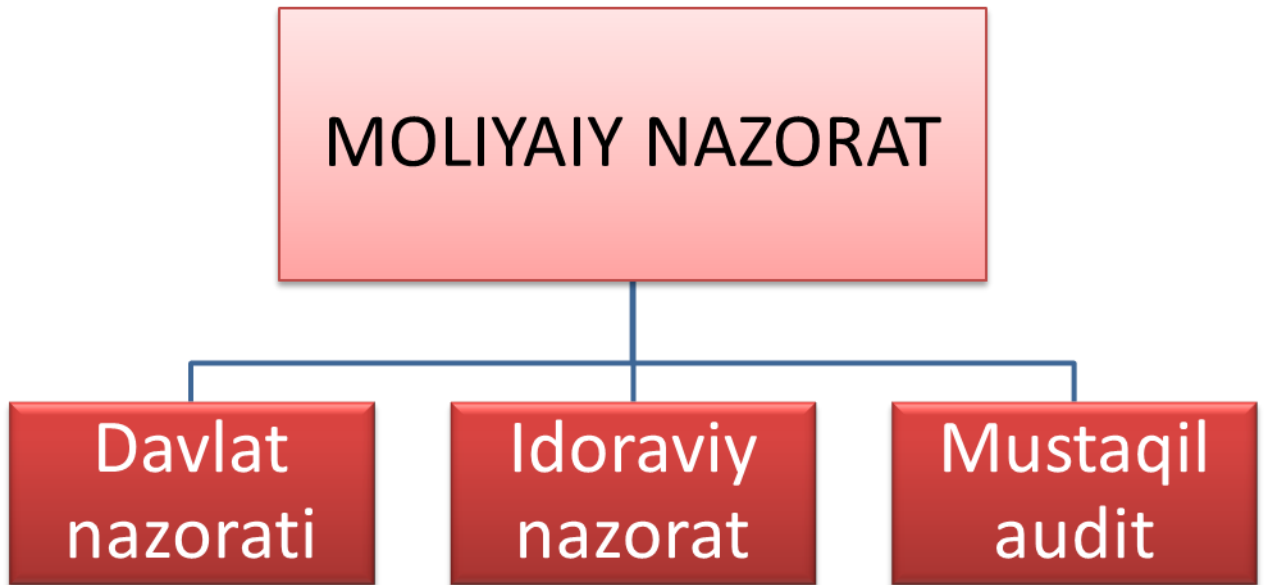 MOLIYAIY NAZORAT
Davlat
nazorati
Idoraviy
nazorat
Mustaqil
audit